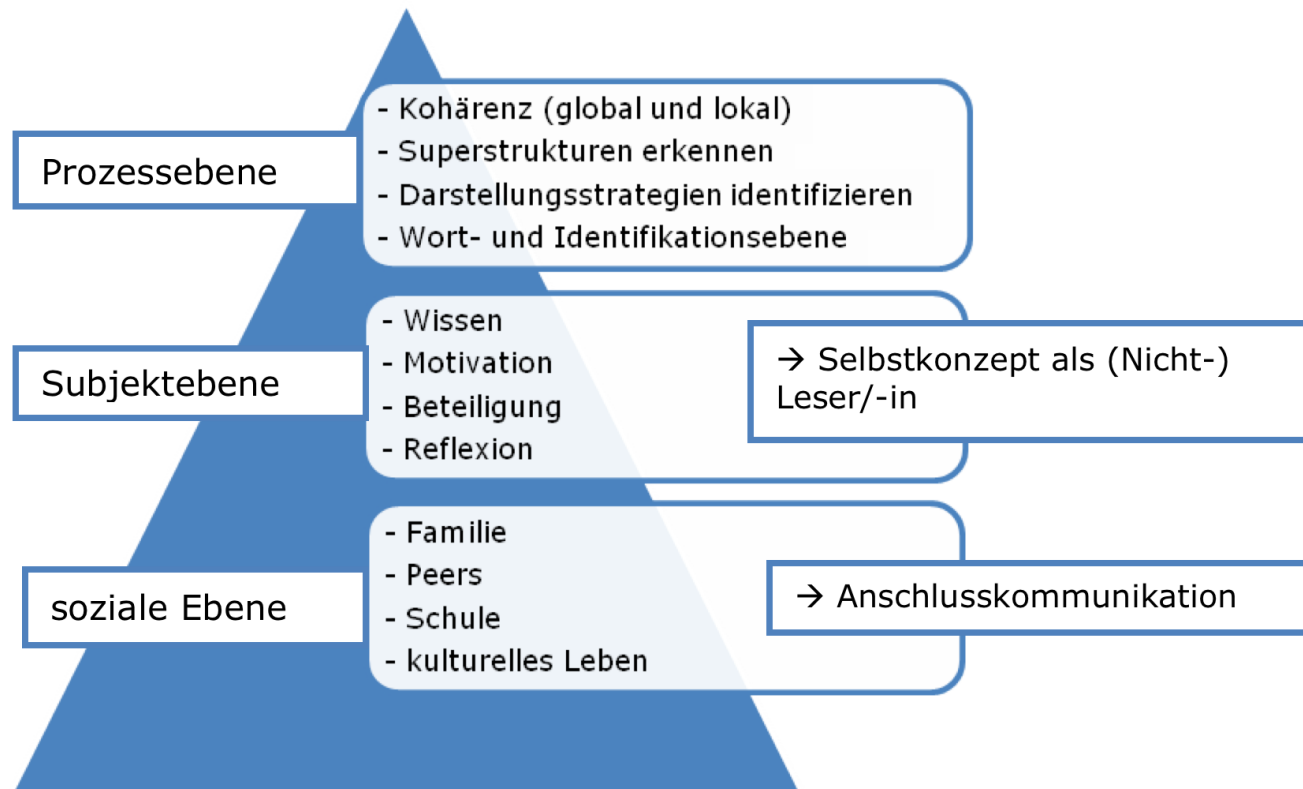 Prozessebene
- Kohärenz (global und lokal)
- Superstrukturen erkennen
- Darstellungsstrategien identifizieren
- Wort- und Identifikationsebene
Subjektebene
- Wissen
- Motivation
- Beteiligung
- Reflexion
→ Selbstkonzept als (Nicht-)
Leser/-in
soziale Ebene
- Familie
- Peers
- Schule
- kulturelles Leben
→ Anschlusskommunikation